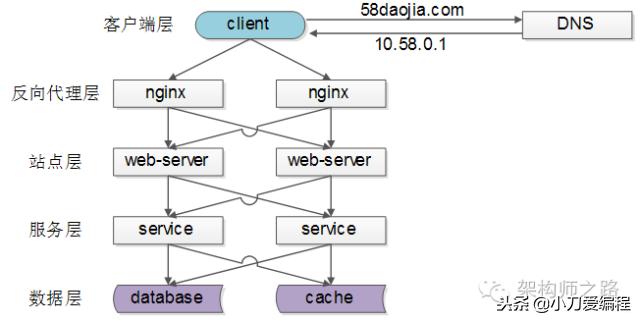 58daojia.com
客户端层 client DNS
10.58.0.1
反向代理层 nginx nginx
站点层 web-server web-server
服务层 service service
架构师之路
数据层 database cache
头条 @小刀爱编程